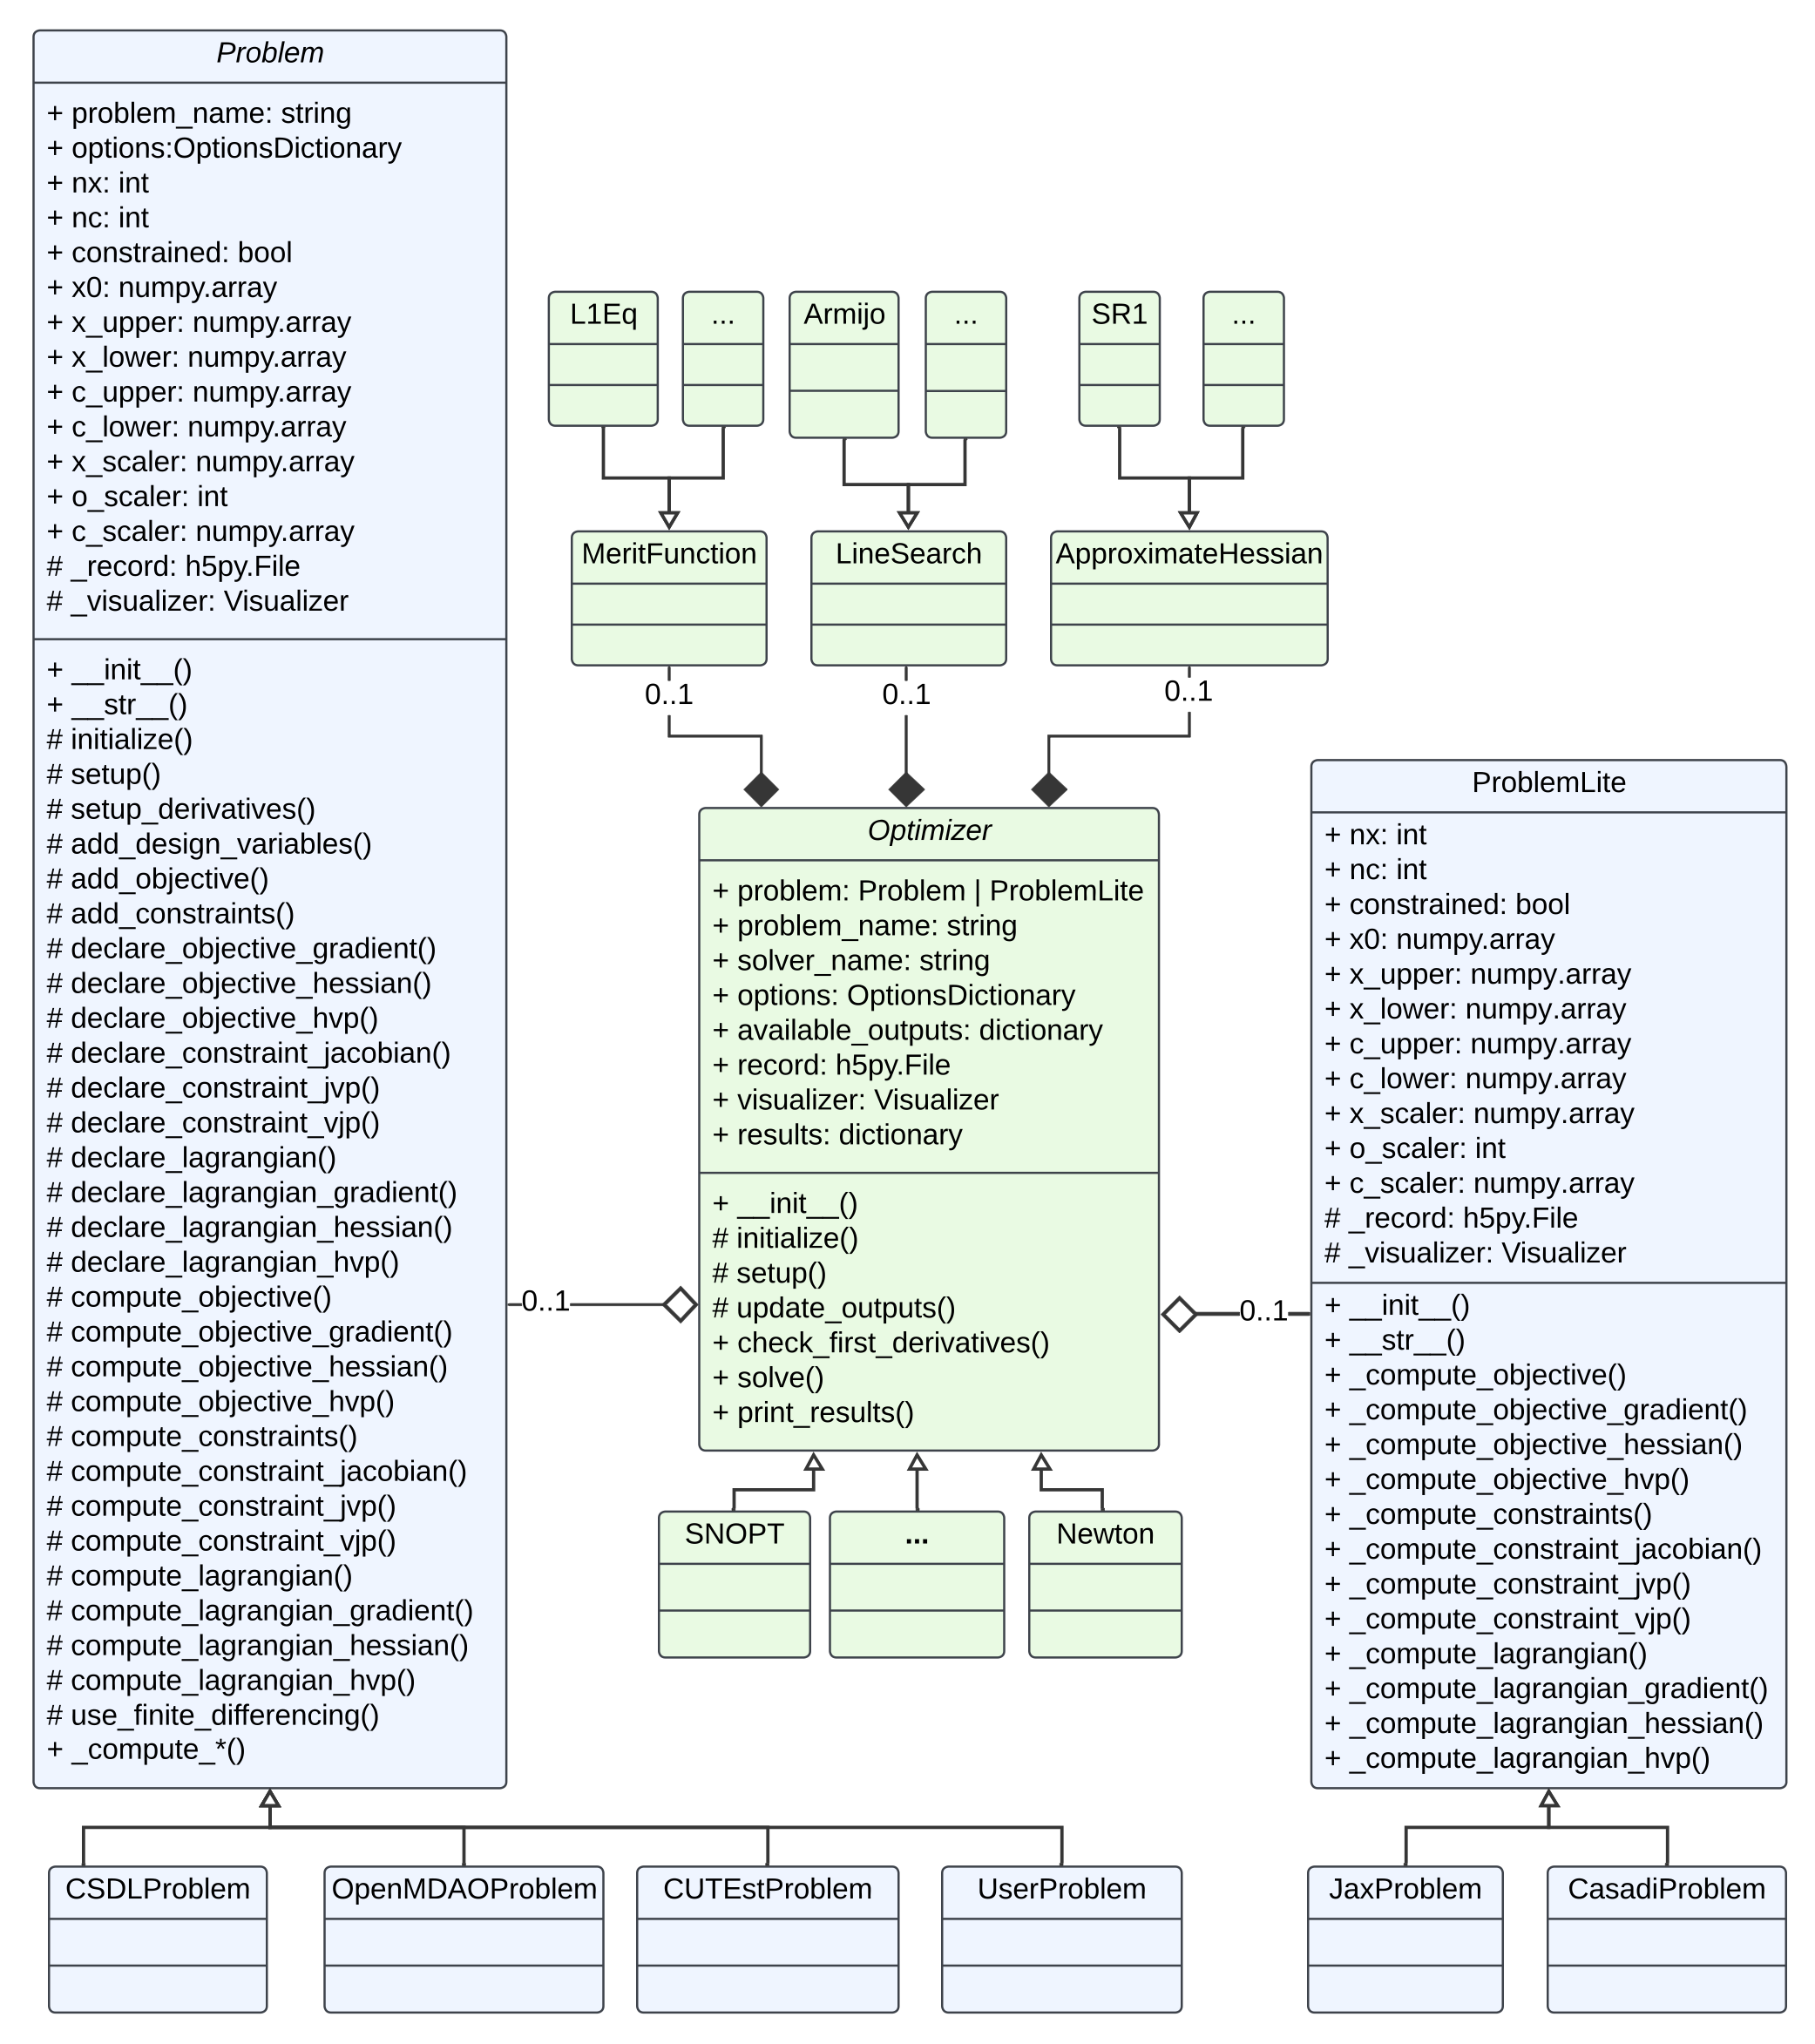 Problem
+ problem_name: string
+ options:OptionsDictionary
+ nx: int
+ nc: int
+ constrained: bool
+ x0: numpy.array
+ x_upper: numpy.array
+ x_lower: numpy.array
+ c_upper: numpy.array
+ c_lower: numpy.array
+ x_scaler: numpy.array
+ o_scaler: int
+ c_scaler: numpy.array
# _record: h5py.File
# _visualizer: Visualizer
+ __init__()
+ __str__()
# initialize()
# setup()
# setup_derivatives()
# add_design_variables()
# add_objective()
# add_constraints()
# declare_objective_gradient()
# declare_objective_hessian()
# declare_objective_hvp()
# declare_constraint_jacobian()
# declare_constraint_jvp()
# declare_constraint_vjp()
# declare_lagrangian()
# declare_lagrangian_gradient()
# declare_lagrangian_hessian()
# declare_lagrangian_hvp()
# compute_objective()
# compute_objective_gradient()
# compute_objective_hessian()
# compute_objective_hvp()
# compute_constraints()
# compute_constraint_jacobian()
# compute_constraint_jvp()
# compute_constraint_vjp()
# compute_lagrangian()
# compute_lagrangian_gradient()
# compute_lagrangian_hessian()
# compute_lagrangian_hvp()
# use_finite_differencing()
+ _compute_*()
L1Eq
...
Armijo
...
SR1
...
MeritFunction
LineSearch
ApproximateHessian
0..1
0..1
0..1
Optimizer
+ problem: Problem | ProblemLite
+ problem_name: string
+ solver_name: string
+ options: OptionsDictionary
+ available_outputs: dictionary
+ record: h5py.File
+ visualizer: Visualizer
+ results: dictionary
+ __init__()
# initialize()
# setup()
# update_outputs()
+ check_first_derivatives()
+ solve()
+ print_results()
0..1
0..1
SNOPT
...
Newton
ProblemLite
+ nx: int
+ nc: int
+ constrained: bool
+ x0: numpy.array
+ x_upper: numpy.array
+ x_lower: numpy.array
+ c_upper: numpy.array
+ c_lower: numpy.array
+ x_scaler: numpy.array
+ o_scaler: int
+ c_scaler: numpy.array
# _record: h5py.File
# _visualizer: Visualizer
+ __init__()
+ __str__()
+ _compute_objective()
+ _compute_objective_gradient()
+ _compute_objective_hessian()
+ _compute_objective_hvp()
+ _compute_constraints()
+ _compute_constraint_jacobian()
+ _compute_constraint_jvp()
+ _compute_constraint_vjp()
+ _compute_lagrangian()
+ _compute_lagrangian_gradient()
+ _compute_lagrangian_hessian()
+ _compute_lagrangian_hvp()
CSDLProblem
OpenMDAOProblem
CUTEstProblem
UserProblem
JaxProblem
CasadiProblem